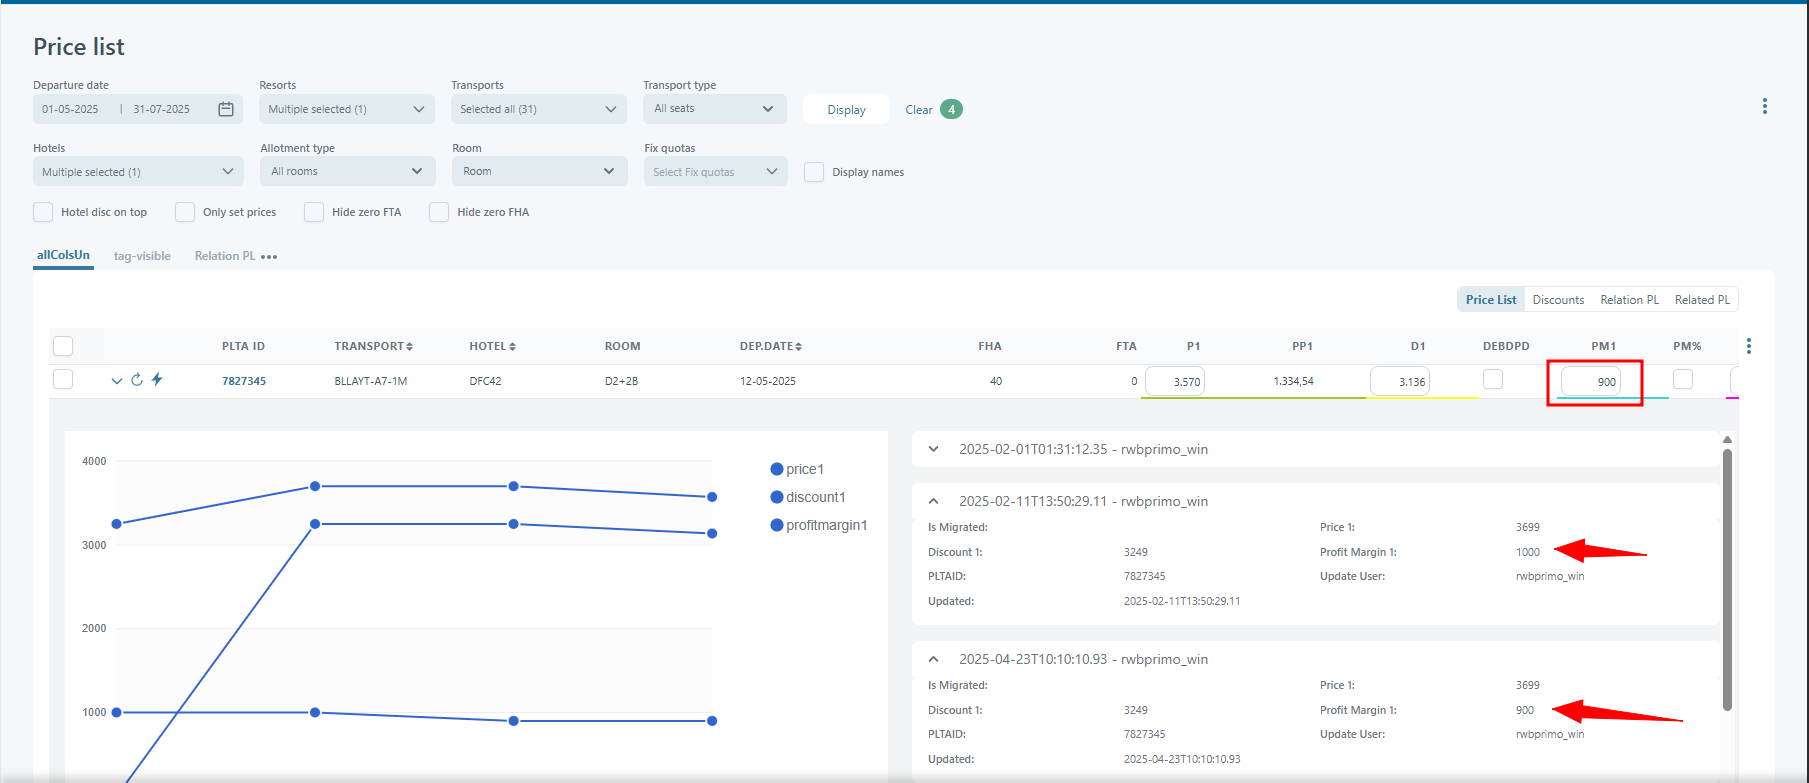 Price list
Departure date
Resorts
Transports
Transport type
01-05-2025 | 31-07-2025
Multiple selected (1)
Selected all (31)
All seats
Display
Clear 4
Hotels
Allotment type
Room
Fix quotas
Multiple selected (1)
All rooms
Room
Select Fix quotas
Display names
Hotel disc on top
Only set prices
Hide zero FTA
Hide zero FHA
allColsUn
tag-visible
Relation PL •••
Price List
Discounts
Relation PL
Related PL
PLTA ID TRANSPORT HOTEL ROOM DEP.DATE FHA FTA P1 PP1 D1 DEBDPD PM1 PM%
7827345 BLLAYT-A7-1M DFC42 D2+2B 12-05-2025 40 0 3.570 1.334,54 3.136 900
4000
3000
2000
1000
price1
discount1
profitmargin1
2025-02-01T01:31:12.35 - rwbprimo_win
2025-02-11T13:50:29.11 - rwbprimo_win
Is Migrated: Price 1: 3699
Discount 1: 3249 Profit Margin 1: 1000
PLTAID: 7827345 Update User: rwbprimo_win
Updated: 2025-02-11T13:50:29.11
2025-04-23T10:10:10.93 - rwbprimo_win
Is Migrated: Price 1: 3699
Discount 1: 3249 Profit Margin 1: 900
PLTAID: 7827345 Update User: rwbprimo_win
Updated: 2025-04-23T10:10:10.93